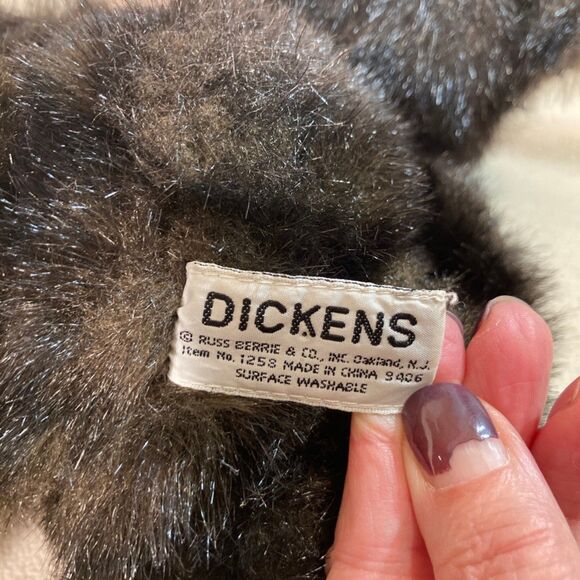 DICKENS
© RUSS BERRIE & CO., INC. Oakland, N.J.
Item No. 1258 MADE IN CHINA 9406
SURFACE WASHABLE